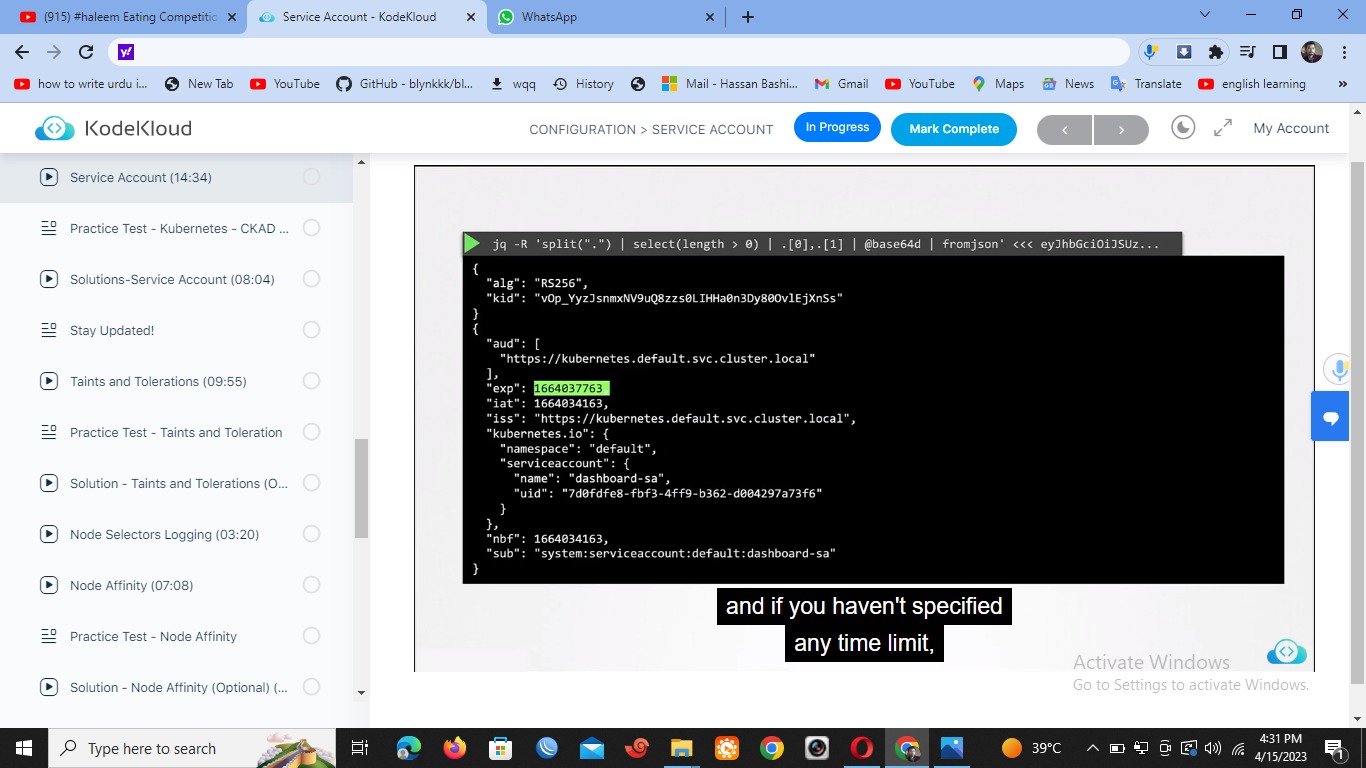 (915) #haleem Eating Competitic
Service Account - KodeKloud
WhatsApp
how to write urdu i...
New Tab
YouTube
GitHub - blynkkk/bl...
wqq
History
Mail - Hassan Bashi...
Gmail
YouTube
Maps
News
Translate
english learning
»
KodeKloud
CONFIGURATION > SERVICE ACCOUNT
In Progress
Mark Complete
My Account
Service Account (14:34)
Practice Test - Kubernetes - CKAD ...
Solutions-Service Account (08:04)
Stay Updated!
Taints and Tolerations (09:55)
Practice Test - Taints and Toleration
Solution - Taints and Tolerations (O...
Node Selectors Logging (03:20)
Node Affinity (07:08)
Practice Test - Node Affinity
Solution - Node Affinity (Optional) (...
jq -R 'split(".") | select(length > 0) | .[0],.[1] | @base64d | fromjson' <<< eyJhbGciOiJSUz...
{
"alg": "RS256",
"kid": "vOp_YyzJsnmxNV9uQ8zzs0LIHHa0n3Dy80OvlEjXnSs"
}
{
"aud": [
"https://kubernetes.default.svc.cluster.local"
],
"exp": 1664037763
"iat": 1664034163,
"iss": "https://kubernetes.default.svc.cluster.local",
"kubernetes.io": {
"namespace": "default",
"serviceaccount": {
"name": "dashboard-sa",
"uid": "7d0fdfe8-fbf3-4ff9-b362-d004297a73f6"
}
},
"nbf": 1664034163,
"sub": "system:serviceaccount:default:dashboard-sa"
}
and if you haven't specified
any time limit,
Activate Windows
Go to Settings to activate Windows.
Type here to search
39°C
4:31 PM
4/15/2023
1